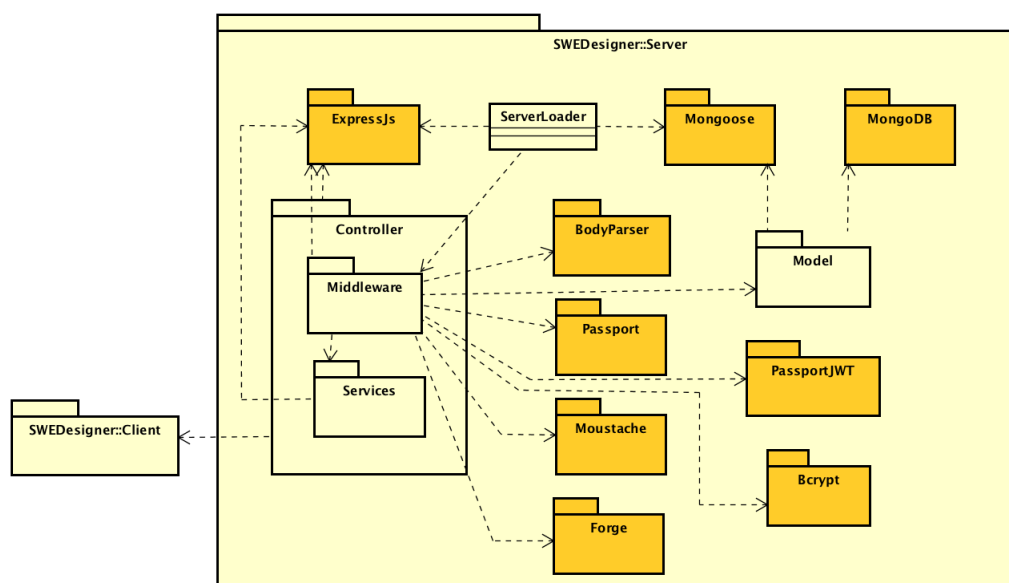 SWEDesigner::Server
ExpressJs
ServerLoader
Mongoose
MongoDB
Controller
BodyParser
Model
Middleware
Passport
PassportJWT
Services
Moustache
SWEDesigner::Client
Bcrypt
Forge